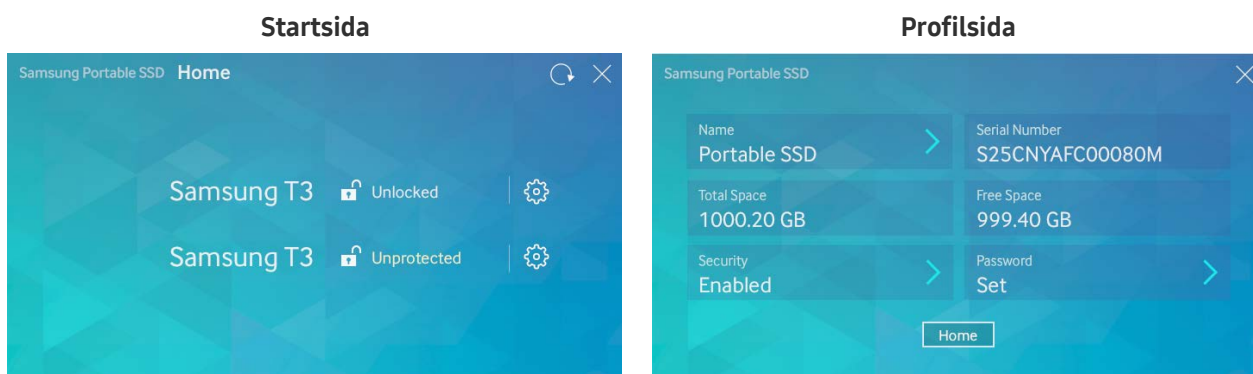 Startsida
Samsung Portable SSD Home
Samsung T3 Unlocked
Samsung T3 Unprotected
Profilsida
Samsung Portable SSD
Name
Portable SSD
Serial Number
S25CNYAFC00080M
Total Space
1000.20 GB
Free Space
999.40 GB
Security
Enabled
Password
Set
Home